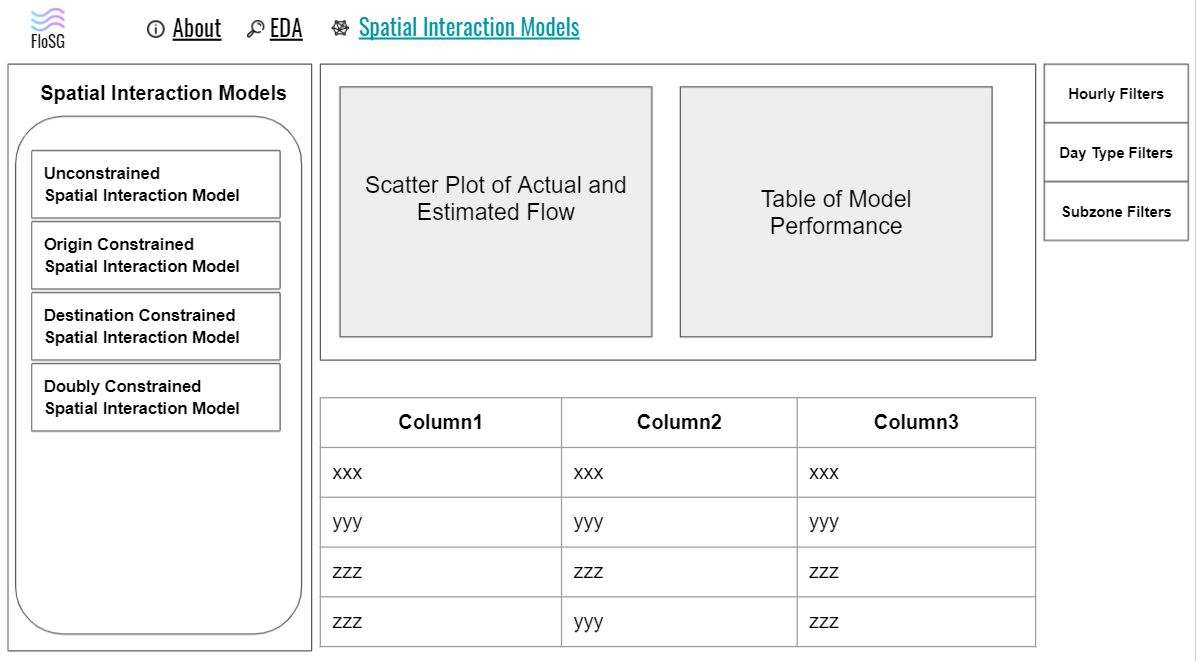 FloSG
About
EDA
Spatial Interaction Models
Spatial Interaction Models
Unconstrained
Spatial Interaction Model
Origin Constrained
Spatial Interaction Model
Destination Constrained
Spatial Interaction Model
Doubly Constrained
Spatial Interaction Model
Scatter Plot of Actual and
Estimated Flow
Table of Model
Performance
Hourly Filters
Day Type Filters
Subzone Filters
Column1 Column2 Column3
xxx xxx xxx
yyy yyy yyy
zzz zzz zzz
zzz yyy zzz